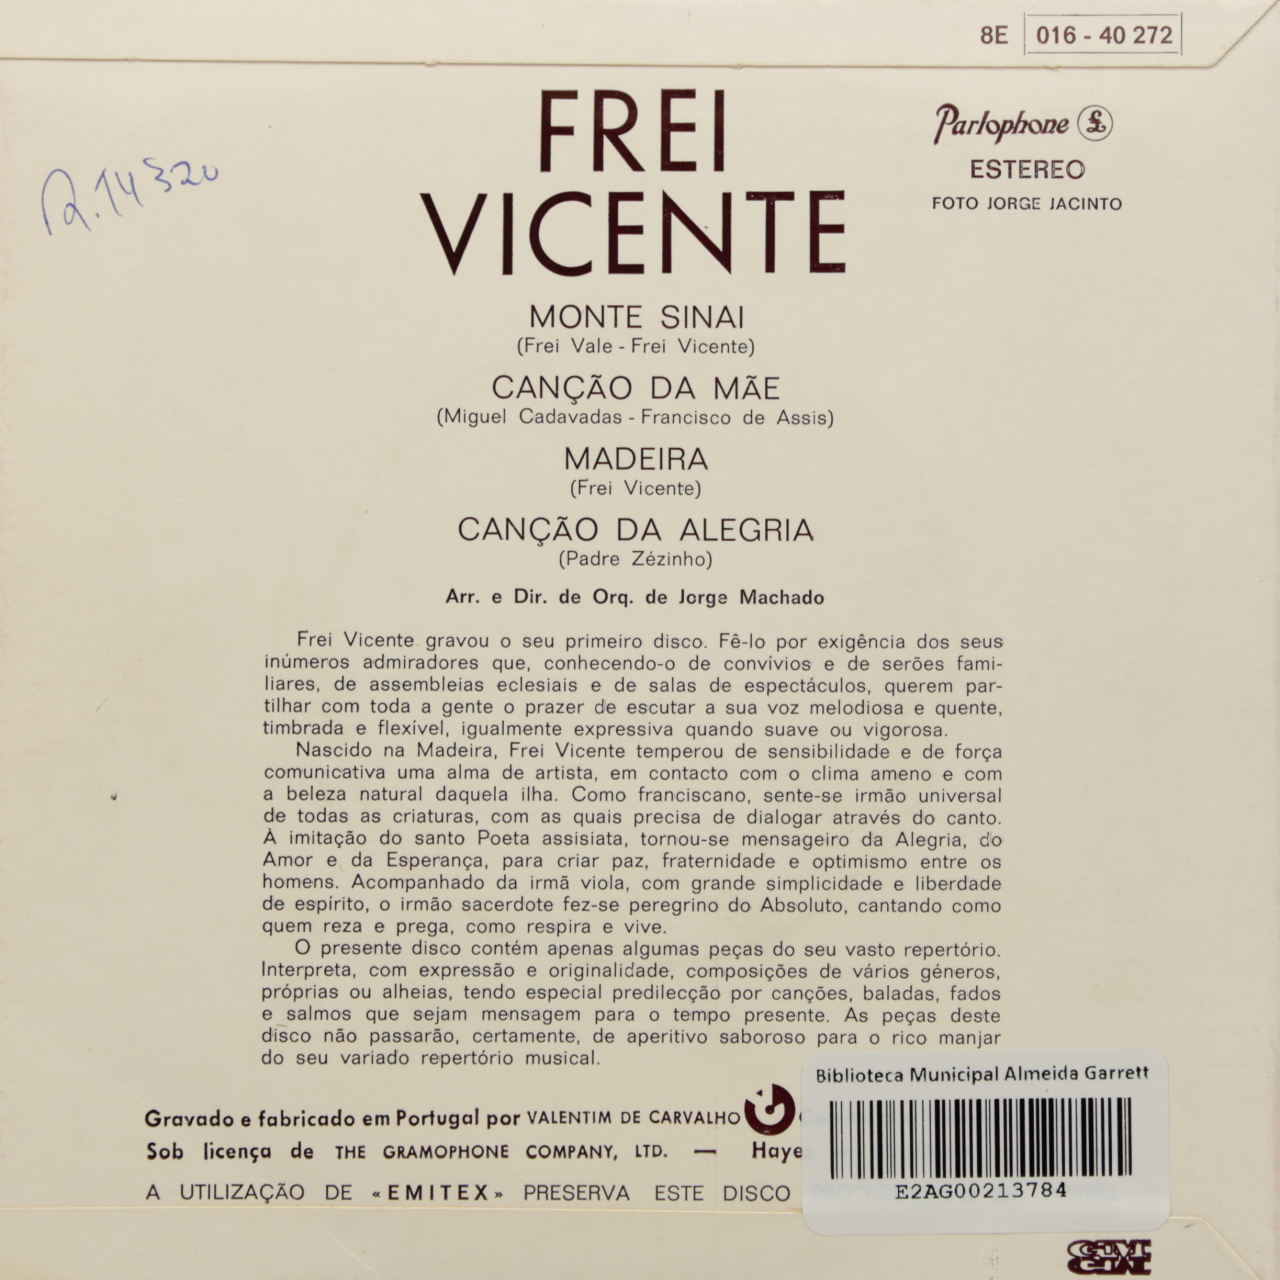 8E 016 - 40 272
Parlophone £
ESTEREO
FOTO JORGE JACINTO
R.14320
FREI
VICENTE
MONTE SINAI
(Frei Vale - Frei Vicente)
CANÇÃO DA MÃE
(Miguel Cadavadas - Francisco de Assis)
MADEIRA
(Frei Vicente)
CANÇÃO DA ALEGRIA
(Padre Zézinho)
Arr. e Dir. de Orq. de Jorge Machado
Frei Vicente gravou o seu primeiro disco. Fê-lo por exigência dos seus
inúmeros admiradores que, conhecendo-o de convívios e de serões fami-
liares, de assembleias eclesiais e de salas de espectáculos, querem par-
tilhar com toda a gente o prazer de escutar a sua voz melodiosa e quente,
timbrada e flexível, igualmente expressiva quando suave ou vigorosa.
Nascido na Madeira, Frei Vicente temperou de sensibilidade e de força
comunicativa uma alma de artista, em contacto com o clima ameno e com
a beleza natural daquela ilha. Como franciscano, sente-se irmão universal
de todas as criaturas, com as quais precisa de dialogar através do canto.
À imitação do santo Poeta assisiata, tornou-se mensageiro da Alegria, do
Amor e da Esperança, para criar paz, fraternidade e optimismo entre os
homens. Acompanhado da irmã viola, com grande simplicidade e liberdade
de espírito, o irmão sacerdote fez-se peregrino do Absoluto, cantando como
quem reza e prega, como respira e vive.
O presente disco contém apenas algumas peças do seu vasto repertório.
Interpreta, com expressão e originalidade, composições de vários géneros,
próprias ou alheias, tendo especial predilecção por canções, baladas, fados
e salmos que sejam mensagem para o tempo presente. As peças deste
disco não passarão, certamente, de aperitivo saboroso para o rico manjar
do seu variado repertório musical.
Biblioteca Municipal Almeida Garrett
E2AG00213784
Gravado e fabricado em Portugal por VALENTIM DE CARVALHO
Sob licença de THE GRAMOPHONE COMPANY, LTD. — Haye
A UTILIZAÇÃO DE «EMITEX» PRESERVA ESTE DISCO